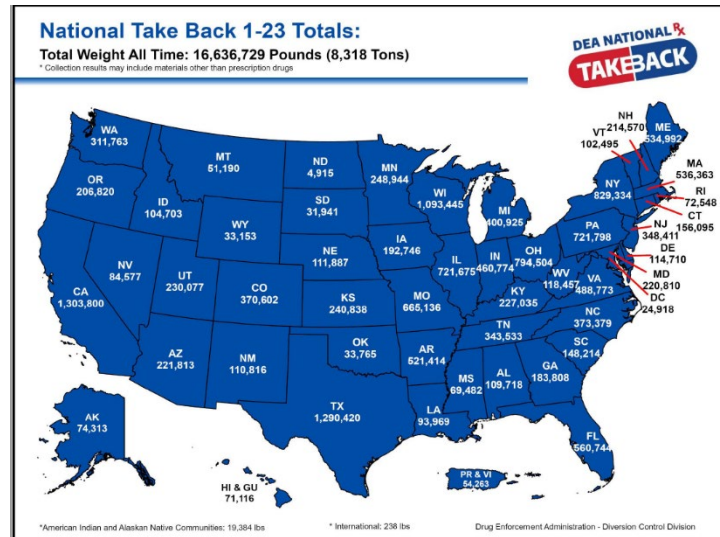 National Take Back 1-23 Totals:
Total Weight All Time: 16,636,729 Pounds (8,318 Tons)
* Collection results may include materials other than prescription drugs
DEA NATIONAL Rx
TAKEBACK
WA
311,763
OR
206,820
CA
1,303,800
ID
104,703
NV
84,577
MT
51,190
WY
33,153
UT
230,077
AZ
221,813
CO
370,602
NM
110,816
ND
4,915
SD
31,941
NE
111,887
KS
240,838
OK
33,765
TX
1,290,420
MN
248,944
IA
192,746
MO
665,136
AR
521,414
LA
93,969
WI
1,093,445
IL
721,675
MI
400,925
IN
460,774
OH
794,504
KY
227,035
TN
343,533
MS
69,482
AL
109,718
GA
183,808
FL
560,744
SC
148,214
NC
373,379
VA
488,773
WV
118,457
PA
721,798
NY
829,334
VT
102,495
NH
214,570
ME
534,992
MA
536,363
RI
72,548
CT
156,095
NJ
348,411
DE
114,710
MD
220,810
DC
24,918
AK
74,313
HI & GU
71,116
PR & VI
54,263
*American Indian and Alaskan Native Communities: 19,384 lbs
* International: 238 lbs
Drug Enforcement Administration - Diversion Control Division